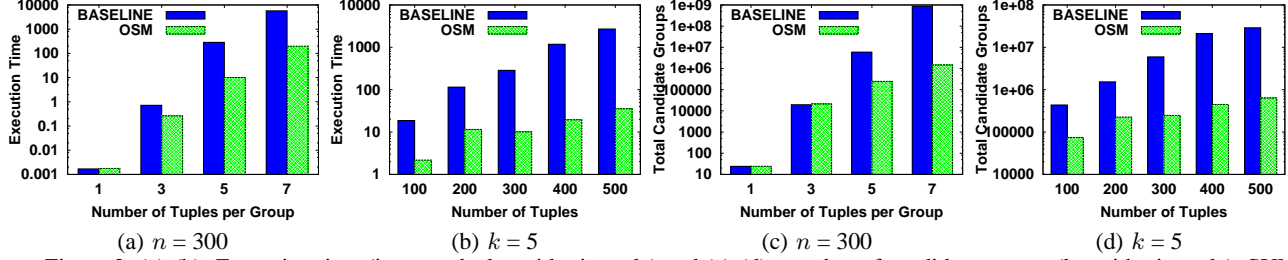 10000
1000
100
10
1
0.1
0.01
0.001
Execution Time
BASELINE
OSM
1 3 5 7
Number of Tuples per Group
(a) n = 300
10000
1000
100
10
1
Execution Time
BASELINE
OSM
100 200 300 400 500
Number of Tuples
(b) k = 5
1e+09
1e+08
1e+07
1e+06
100000
10000
1000
100
10
Total Candidate Groups
BASELINE
OSM
1 3 5 7
Number of Tuples per Group
(c) n = 300
1e+08
1e+07
1e+06
100000
10000
Total Candidate Groups
BASELINE
OSM
100 200 300 400 500
Number of Tuples
(d) k = 5